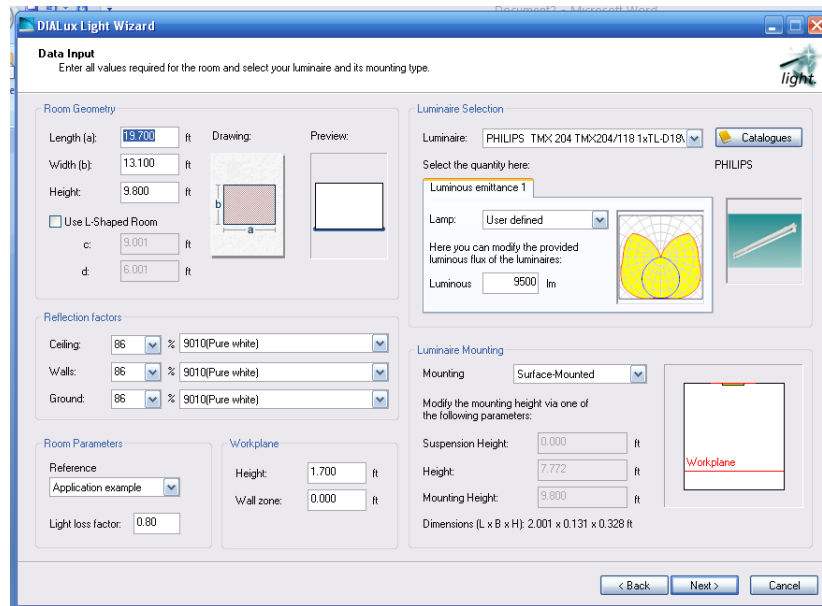 Document2 - Microsoft Word
DIALux Light Wizard
Data Input
Enter all values required for the room and select your luminaire and its mounting type.
light.
Room Geometry
Length (a): 19.700 ft Drawing: Preview:
Width (b): 13.100 ft
Height: 9.800 ft
b
a
Use L-Shaped Room
c: 9.001 ft
d: 6.001 ft
Reflection factors
Ceiling: 86 % 9010(Pure white)
Walls: 86 % 9010(Pure white)
Ground: 86 % 9010(Pure white)
Room Parameters
Reference
Application example
Light loss factor: 0.80
Workplane
Height: 1.700 ft
Wall zone: 0.000 ft
Luminaire Selection
Luminaire: PHILIPS TMX 204 TMX204/118 1xTL-D18\ Catalogues
Select the quantity here: PHILIPS
Luminous emittance 1
Lamp: User defined
Here you can modify the provided
luminous flux of the luminaires:
Luminous 9500 lm
Luminaire Mounting
Mounting Surface-Mounted
Modify the mounting height via one of
the following parameters:
Suspension Height: 0.000 ft
Height: 7.772 ft
Mounting Height: 9.800 ft
Workplane
Dimensions (L x B x H): 2.001 x 0.131 x 0.328 ft
< Back Next > Cancel